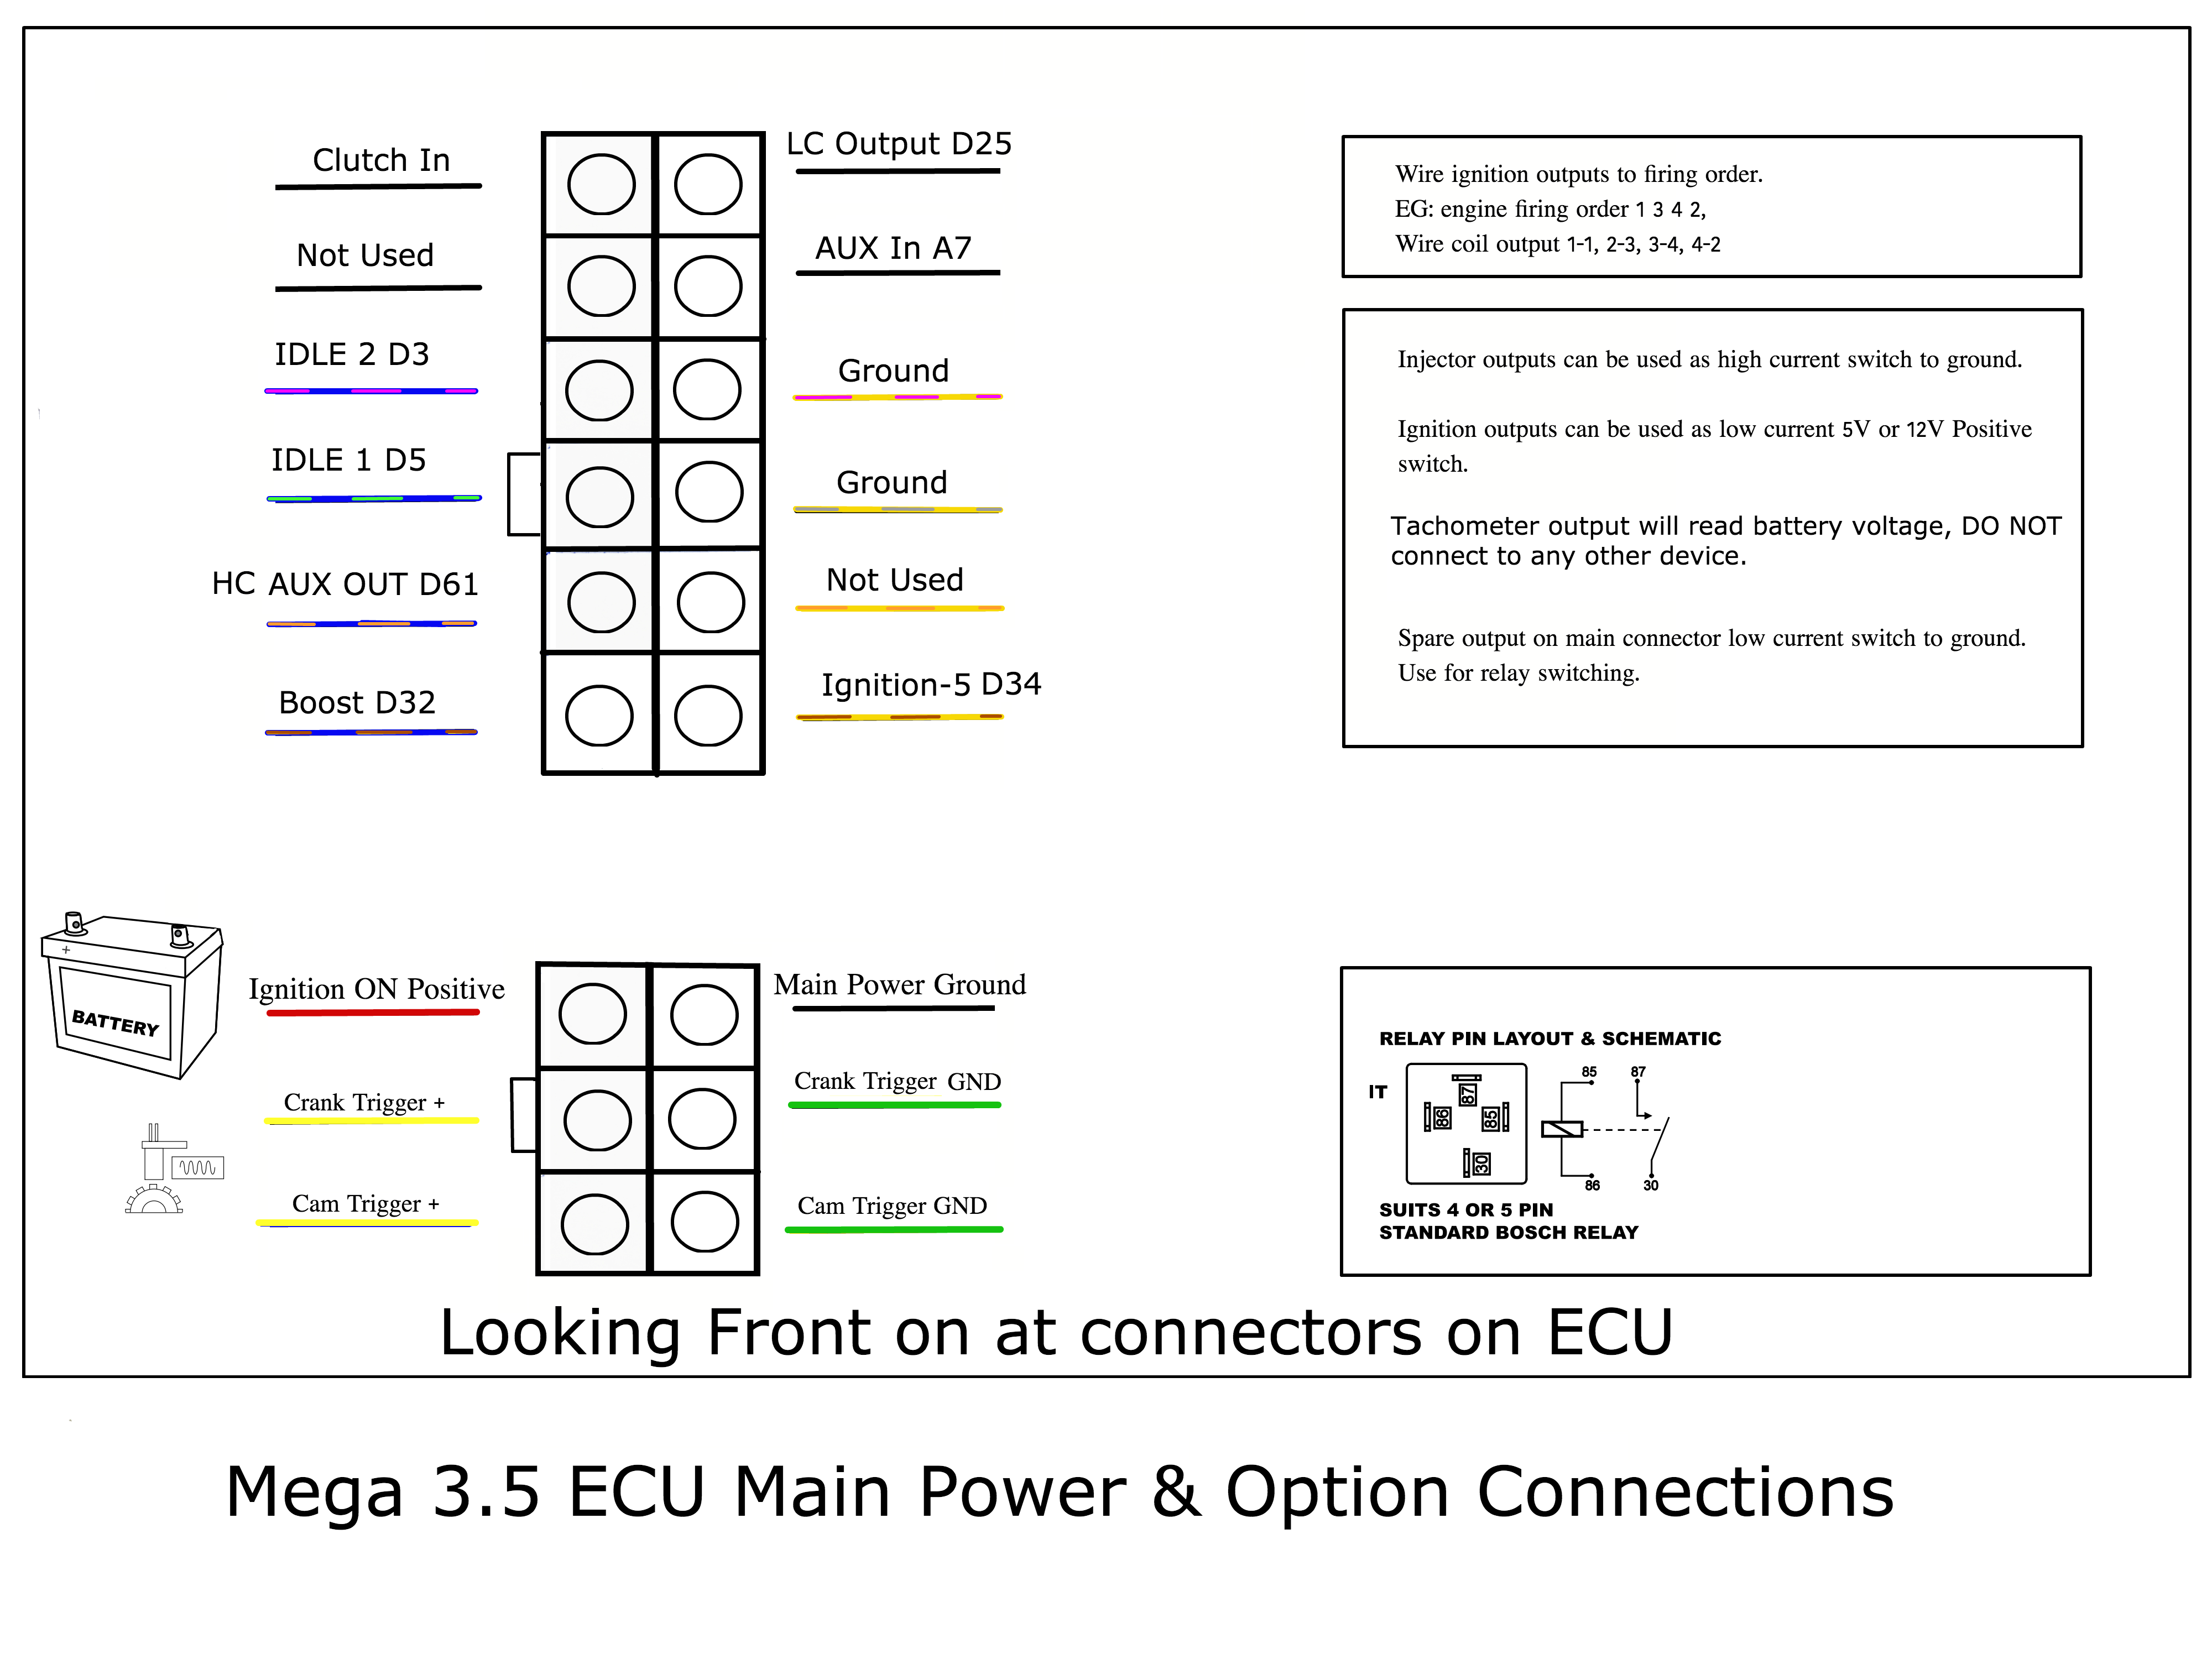 Clutch In
LC Output D25
Not Used
AUX In A7
IDLE 2 D3
Ground
IDLE 1 D5
Ground
HC AUX OUT D61
Not Used
Boost D32
Ignition-5 D34
Wire ignition outputs to firing order.
EG: engine firing order 1 3 4 2,
Wire coil output 1-1, 2-3, 3-4, 4-2
Injector outputs can be used as high current switch to ground.
Ignition outputs can be used as low current 5V or 12V Positive
switch.
Tachometer output will read battery voltage, DO NOT
connect to any other device.
Spare output on main connector low current switch to ground.
Use for relay switching.
+
BATTERY
Ignition ON Positive
Main Power Ground
Crank Trigger +
Crank Trigger GND
Cam Trigger +
Cam Trigger GND
RELAY PIN LAYOUT & SCHEMATIC
IT
87
86
85
30
85
87
86
30
SUITS 4 OR 5 PIN
STANDARD BOSCH RELAY
Looking Front on at connectors on ECU
Mega 3.5 ECU Main Power & Option Connections